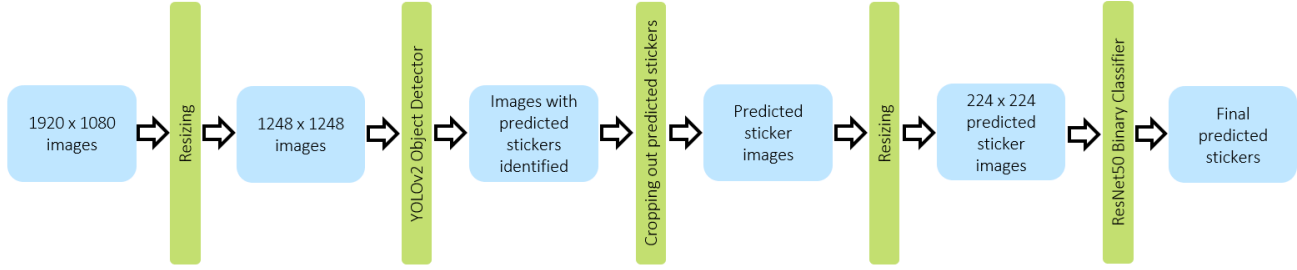 1920 x 1080
images
Resizing
1248 x 1248
images
YOLOv2 Object Detector
Images with
predicted
stickers
identified
Cropping out predicted stickers
Predicted
sticker
images
Resizing
224 x 224
predicted
sticker
images
ResNet50 Binary Classifier
Final
predicted
stickers